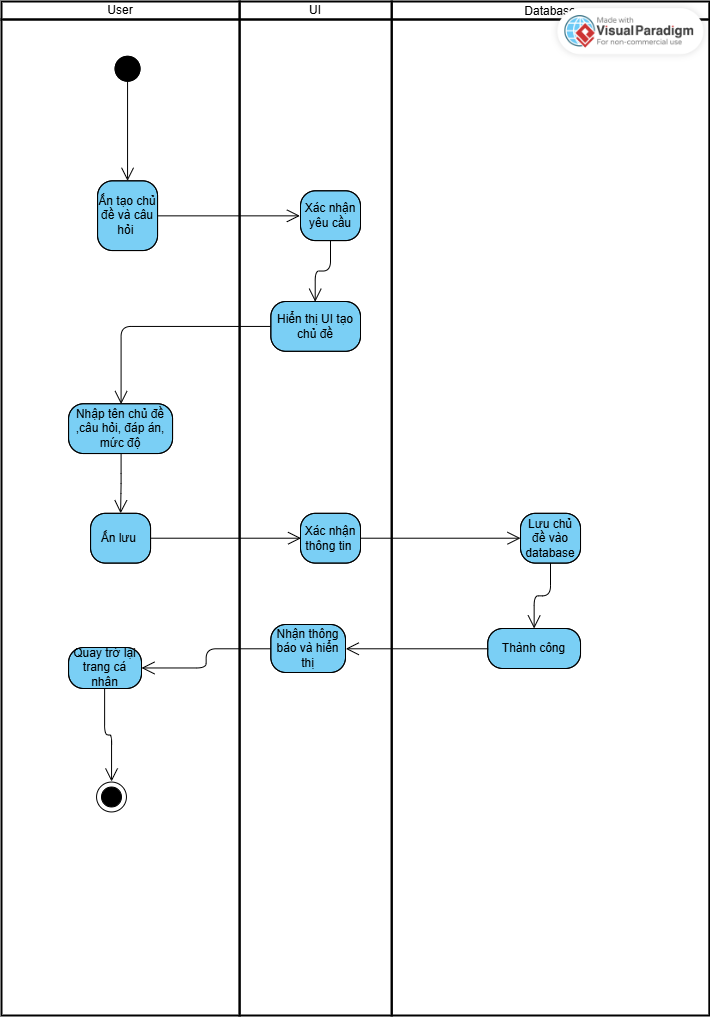 User
UI
Database
Made with
Visual Paradigm
For non-commercial use
Ấn tạo chủ
đề và câu
hỏi
Xác nhận
yêu cầu
Hiển thị UI tạo
chủ đề
Nhập tên chủ đề
,câu hỏi, đáp án,
mức độ
Ấn lưu
Xác nhận
thông tin
Lưu chủ
đề vào
database
Nhận thông
báo và hiển
thị
Thành công
Quay trở lại
trang cá
nhân